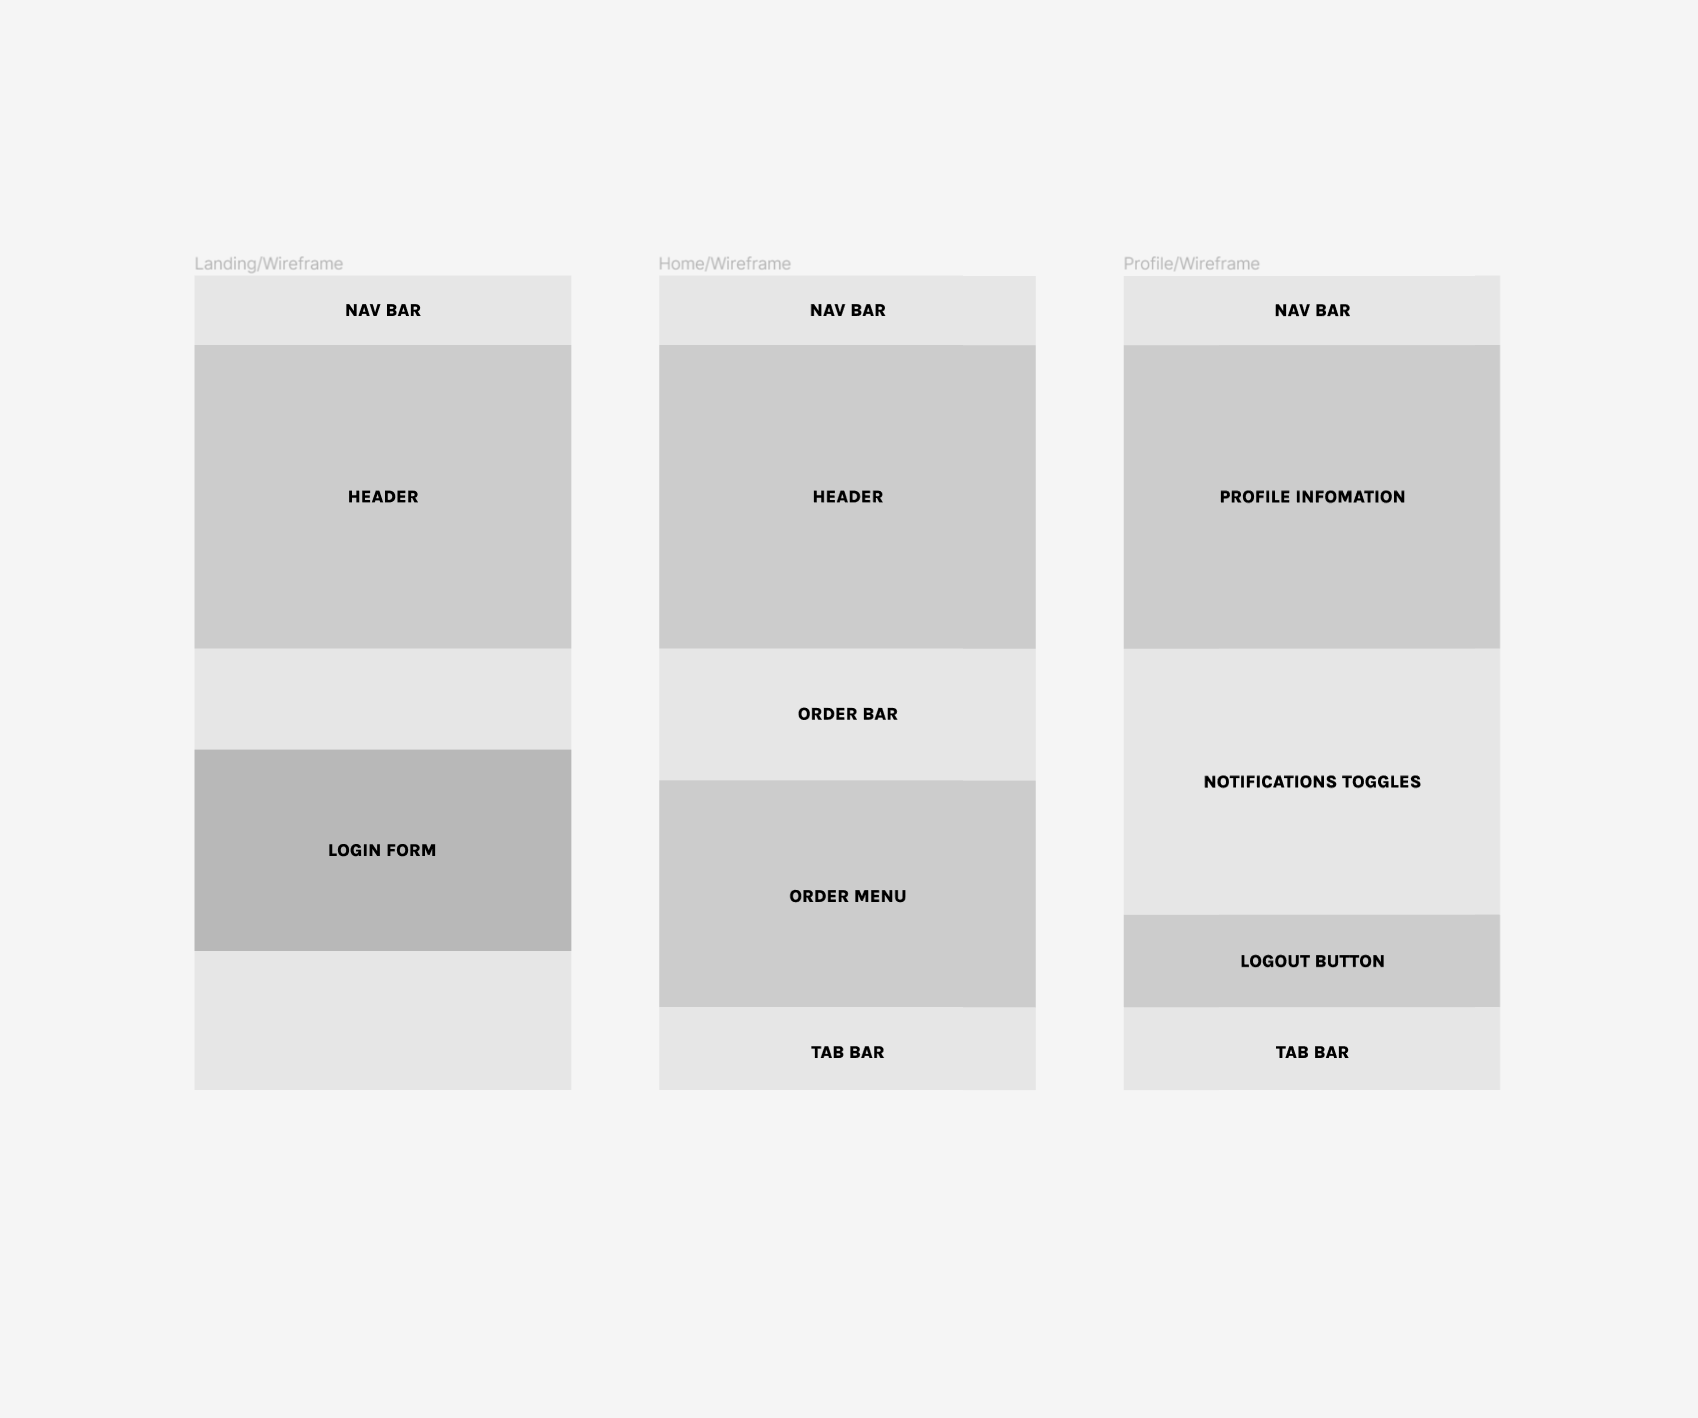 Landing/Wireframe
NAV BAR
HEADER
LOGIN FORM
Home/Wireframe
NAV BAR
HEADER
ORDER BAR
ORDER MENU
TAB BAR
Profile/Wireframe
NAV BAR
PROFILE INFOMATION
NOTIFICATIONS TOGGLES
LOGOUT BUTTON
TAB BAR